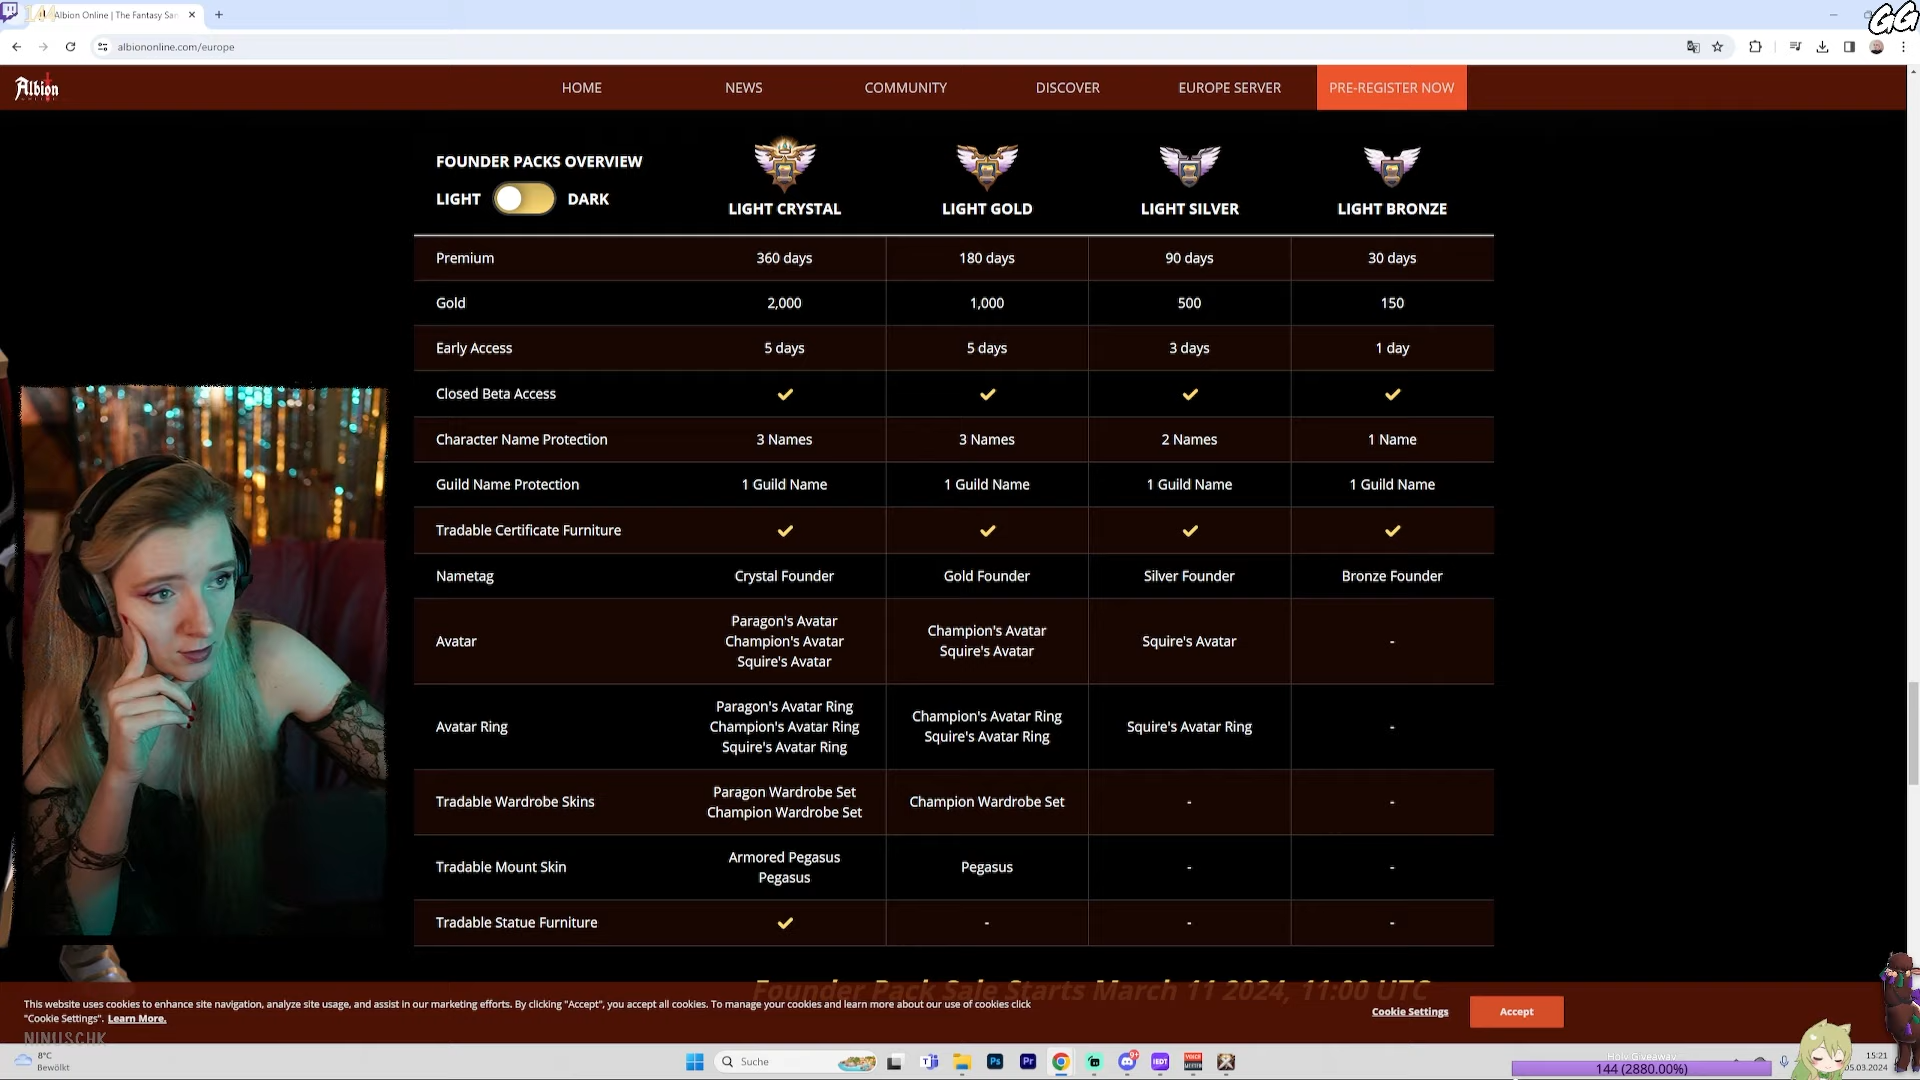 Albion Online | The Fantasy San
albiononline.com/europe
GG
Albion
ONLINE
HOME
NEWS
COMMUNITY
DISCOVER
EUROPE SERVER
PRE-REGISTER NOW
FOUNDER PACKS OVERVIEW
LIGHT DARK
LIGHT CRYSTAL LIGHT GOLD LIGHT SILVER LIGHT BRONZE
Premium 360 days 180 days 90 days 30 days
Gold 2,000 1,000 500 150
Early Access 5 days 5 days 3 days 1 day
Closed Beta Access
Character Name Protection 3 Names 3 Names 2 Names 1 Name
Guild Name Protection 1 Guild Name 1 Guild Name 1 Guild Name 1 Guild Name
Tradable Certificate Furniture
Nametag Crystal Founder Gold Founder Silver Founder Bronze Founder
Avatar
Paragon's Avatar
Champion's Avatar
Squire's Avatar
Champion's Avatar
Squire's Avatar
Squire's Avatar
-
Avatar Ring
Paragon's Avatar Ring
Champion's Avatar Ring
Squire's Avatar Ring
Champion's Avatar Ring
Squire's Avatar Ring
Squire's Avatar Ring
-
Tradable Wardrobe Skins
Paragon Wardrobe Set
Champion Wardrobe Set
Champion Wardrobe Set
-
-
Tradable Mount Skin
Armored Pegasus
Pegasus
Pegasus
-
-
Tradable Statue Furniture - - -
Founder Pack Sale Starts March 11 2024, 11:00 UTC
This website uses cookies to enhance site navigation, analyze site usage, and assist in our marketing efforts. By clicking "Accept", you accept all cookies. To manage your cookies and learn more about our use of cookies click
"Cookie Settings". Learn More.
Cookie Settings
Accept
NINUSCHK
8°C
Bewölkt
Suche
Ps
Pr
Holy Giveaway
144 (2880.00%)
15:21
05.03.2024